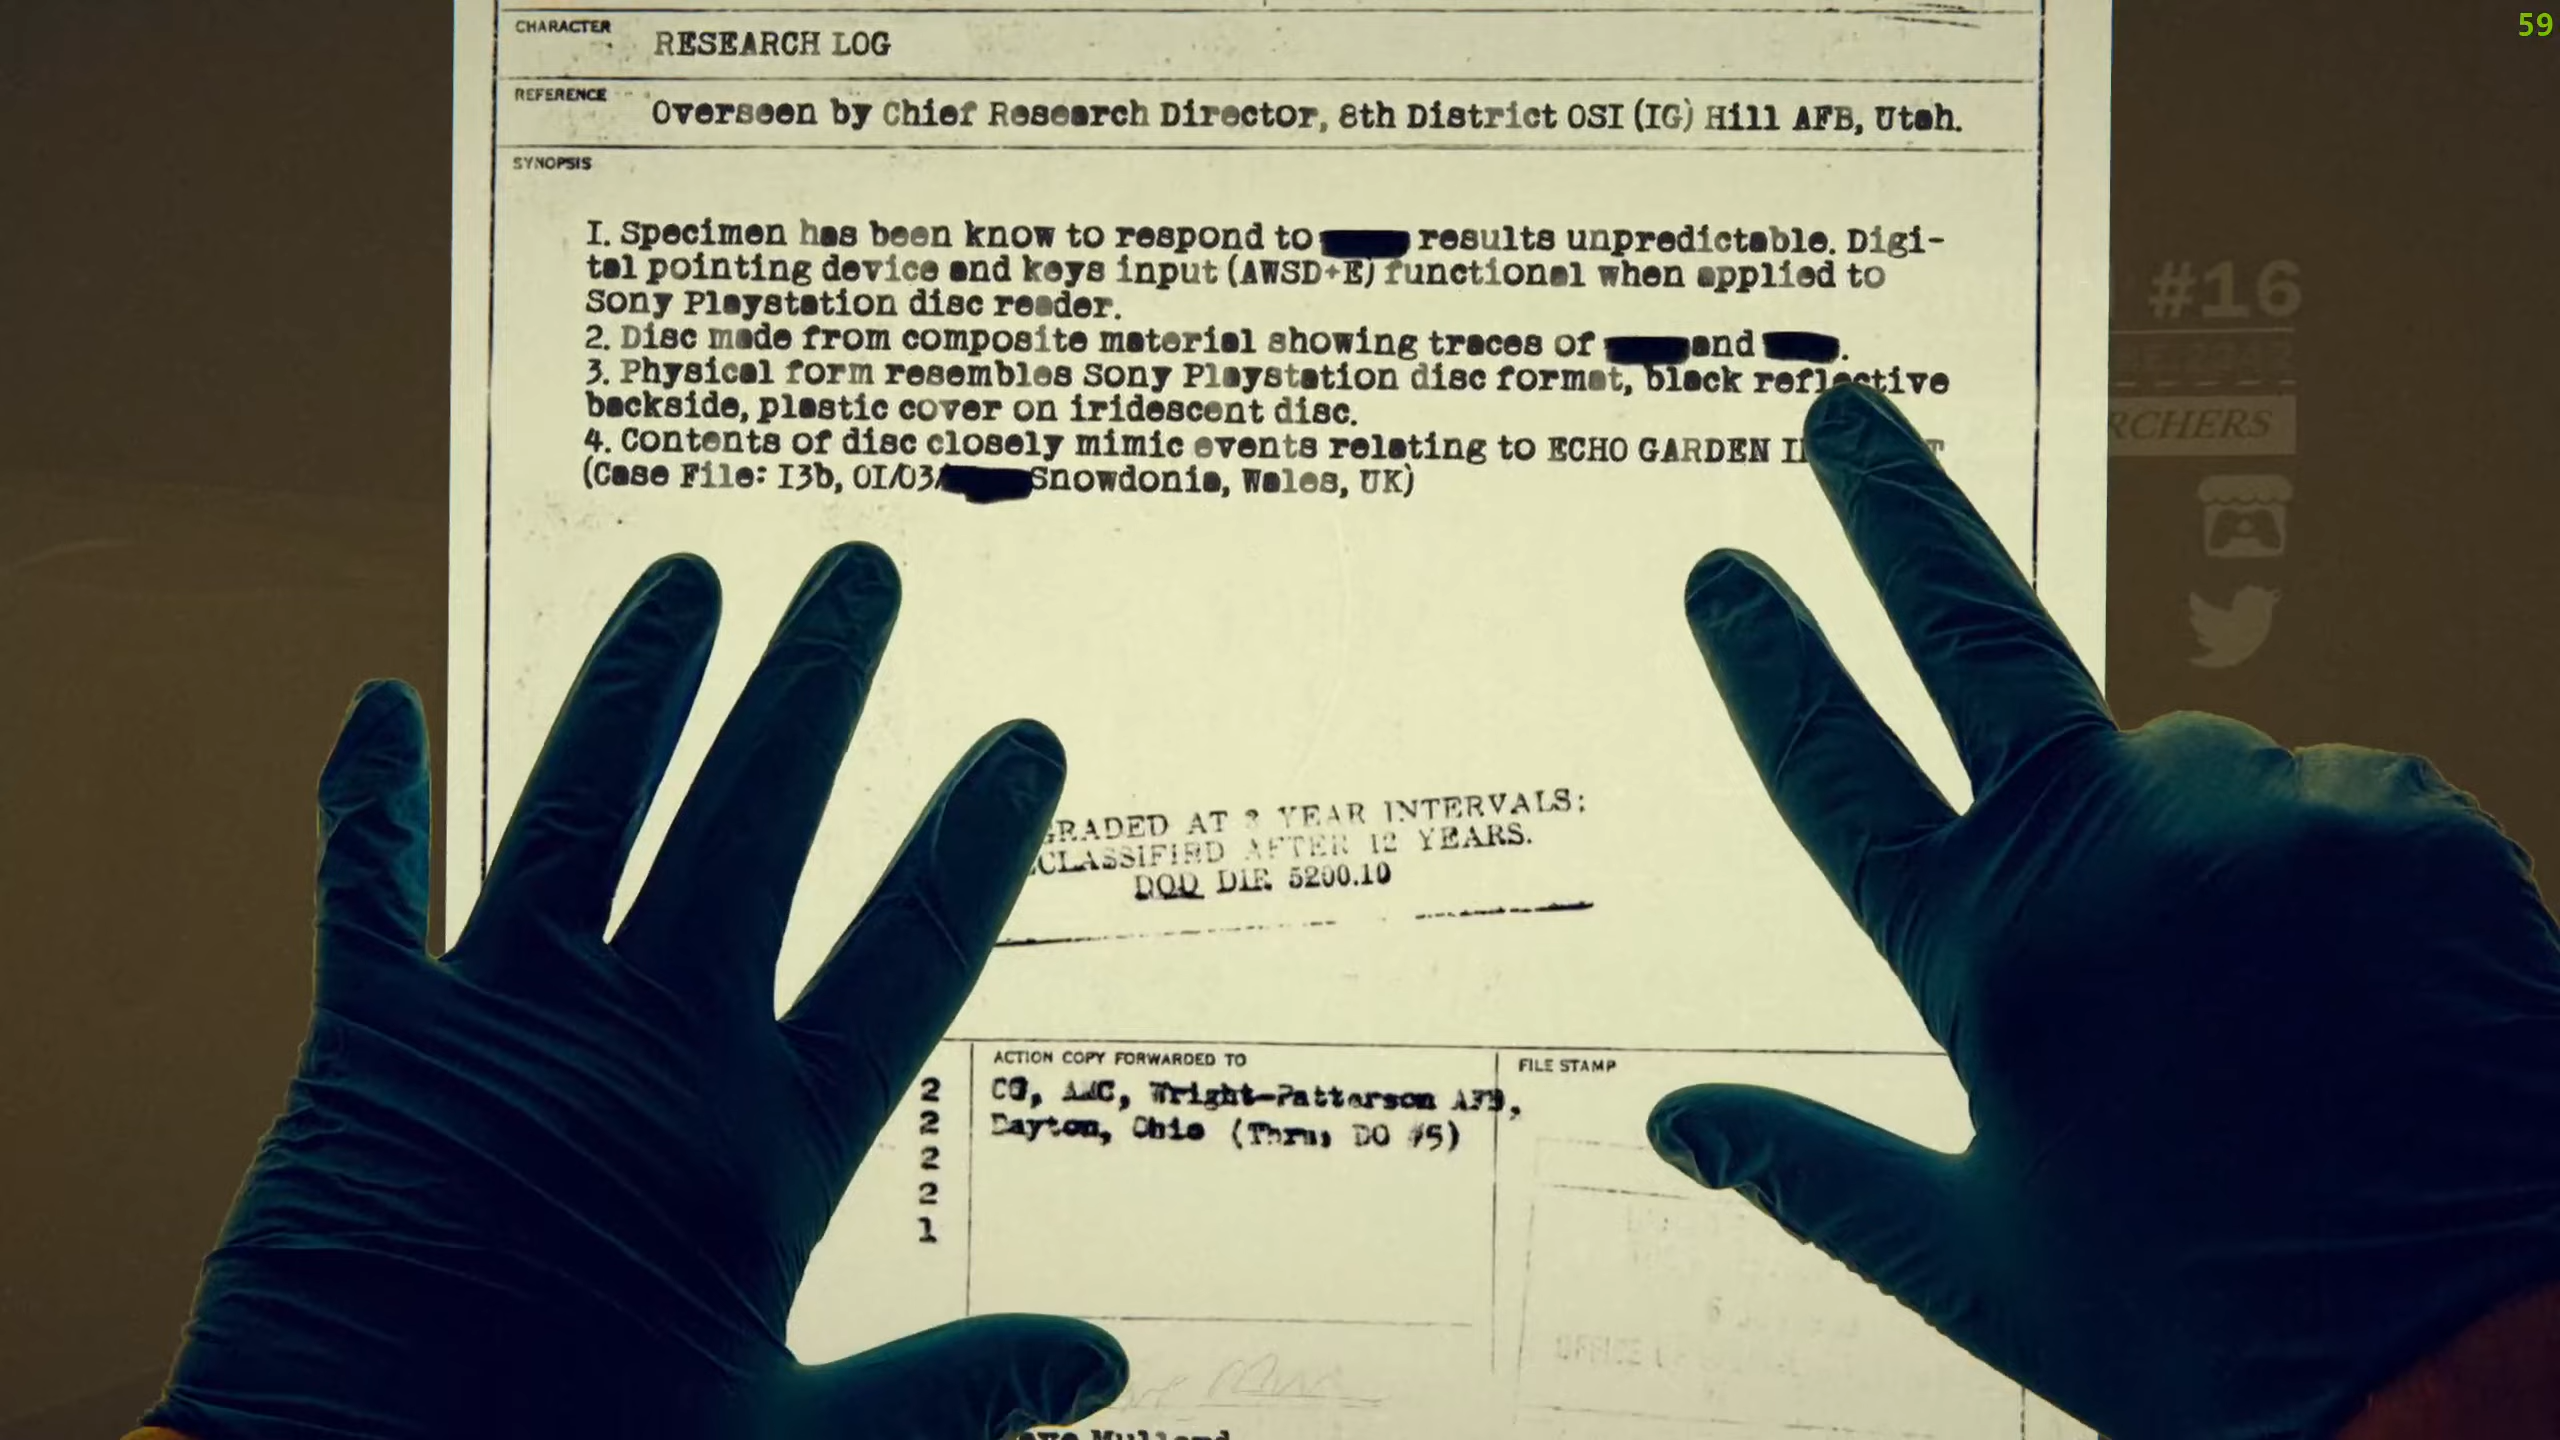 59
CHARACTER
RESEARCH LOG
REFERENCE
Overseen by Chief Research Director, 8th District OSI (IG) Hill AFB, Utah.
SYNOPSIS
I. Specimen has been know to respond to results unpredictable. Digi-
tal pointing device and keys input (AWSD+E) functional when applied to
Sony Playstation disc reader.
2. Disc made from composite material showing traces of and .
3. Physical form resembles Sony Playstation disc format, black reflective
backside, plastic cover on iridescent disc.
4. Contents of disc closely mimic events relating to ECHO GARDEN
(Case File: I3b, OI/03/ Snowdonia, Wales, UK)
#16
RCHERS
GRADED AT 3 YEAR INTERVALS;
CLASSIFIED AFTER 12 YEARS.
DOD DIR 5200.10
2
2
2
2
1
ACTION COPY FORWARDED TO
CG, AMC, Wright-Patterson AFB,
Dayton, Ohio (Thru; DO #5)
FILE STAMP
OFFICE